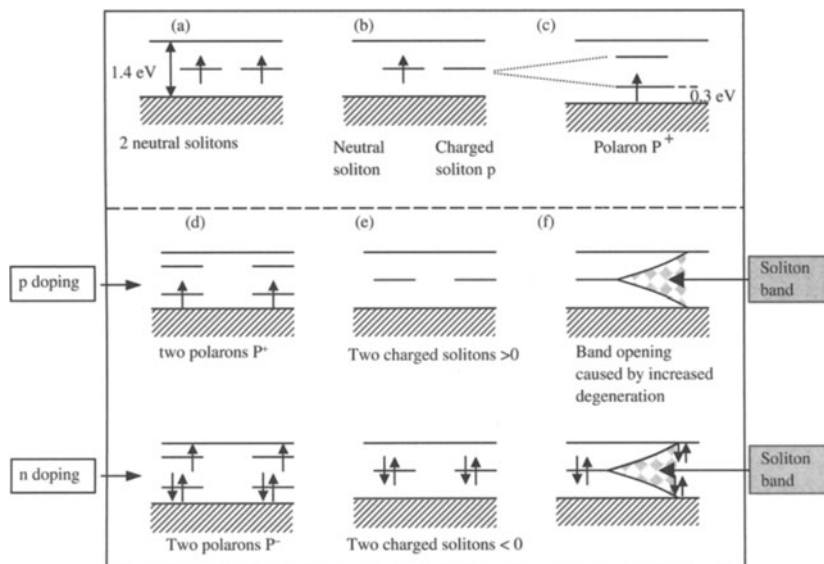 (a)
(b)
(c)
1.4 eV
0.3 eV
2 neutral solitons
Neutral
soliton
Charged
soliton p
Polaron P+
(d)
(e)
(f)
p doping
Soliton
band
two polarons P+
Two charged solitons >0
Band opening
caused by increased
degeneration
n doping
Soliton
band
Two polarons P-
Two charged solitons < 0